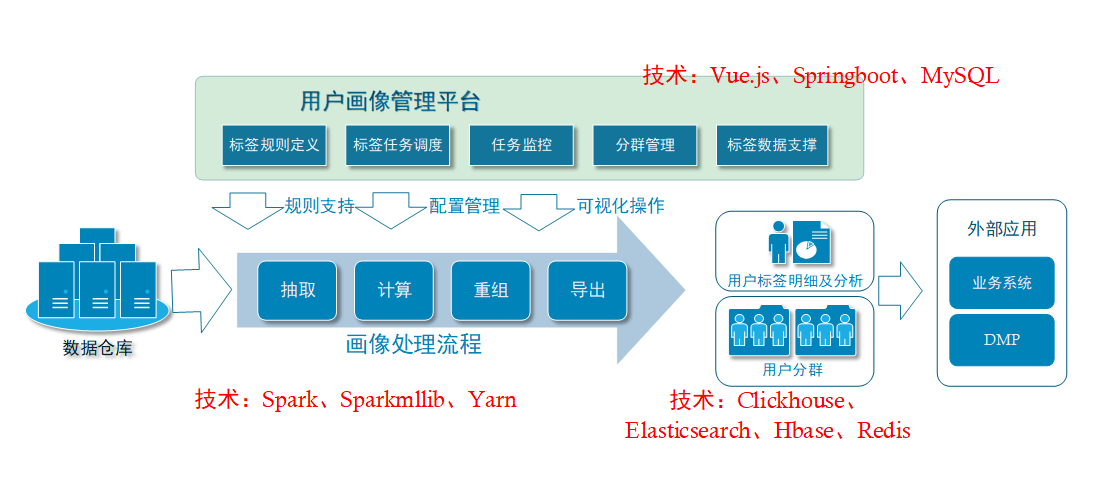 技术：Vue.js、Springboot、MySQL
用户画像管理平台
标签规则定义
标签任务调度
任务监控
分群管理
标签数据支撑
规则支持
配置管理
可视化操作
数据仓库
抽取
计算
重组
导出
画像处理流程
用户标签明细及分析
用户分群
外部应用
业务系统
DMP
技术：Spark、Sparkmllib、Yarn
技术：Clickhouse、
Elasticsearch、Hbase、Redis